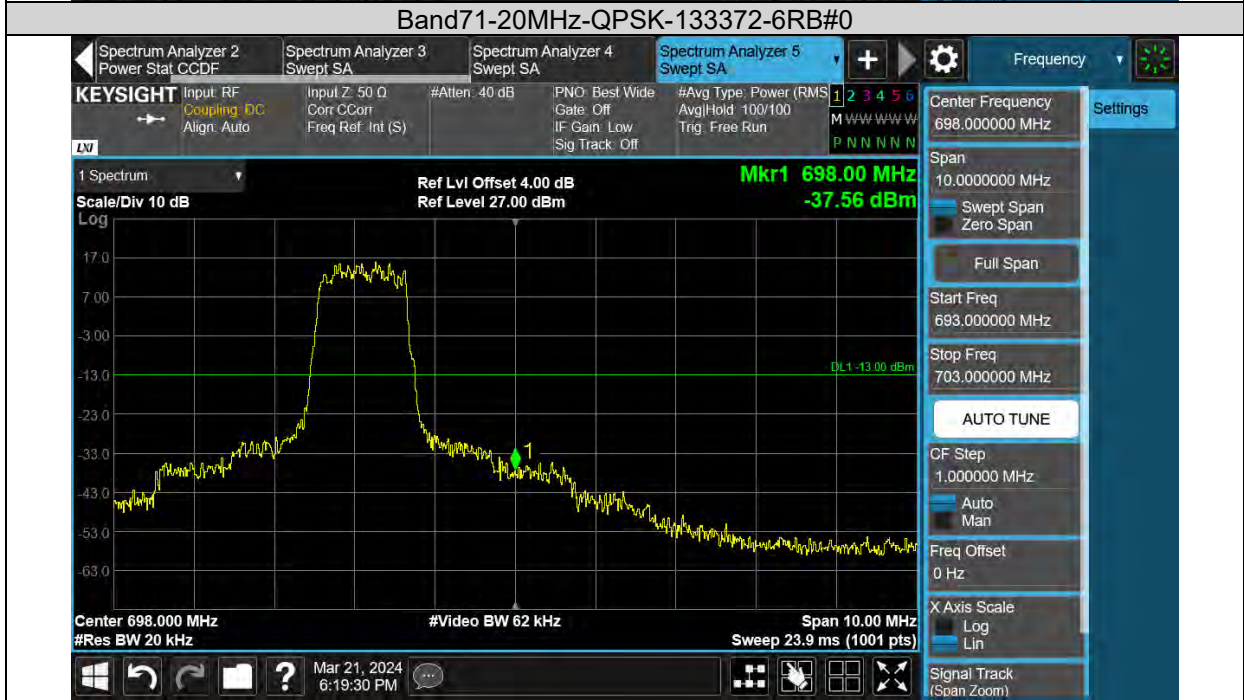 Band71-20MHz-QPSK-133372-6RB#0
Spectrum Analyzer 2
Power Stat CCDF
Spectrum Analyzer 3
Swept SA
Spectrum Analyzer 4
Swept SA
Spectrum Analyzer 5
Swept SA
+
Frequency
KEYSIGHT
LXI
Input: RF
Coupling: DC
Align: Auto
Input Z: 50 Ω
Corr CCorr
Freq Ref: Int (S)
#Atten: 40 dB
PNO: Best Wide
Gate: Off
IF Gain: Low
Sig Track: Off
#Avg Type: Power (RMS
Avg|Hold: 100/100
Trig: Free Run
1 2 3 4 5 6
M W W W W W
P N N N N N
1 Spectrum
Scale/Div 10 dB
Log
Ref Lvl Offset 4.00 dB
Ref Level 27.00 dBm
Mkr1 698.00 MHz
-37.56 dBm
17.0
7.00
-3.00
-13.0
-23.0
-33.0
-43.0
-53.0
-63.0
DL1 -13.00 dBm
1
Center 698.000 MHz
#Res BW 20 kHz
#Video BW 62 kHz
Span 10.00 MHz
Sweep 23.9 ms (1001 pts)
Center Frequency
698.000000 MHz
Settings
Span
10.0000000 MHz
Swept Span
Zero Span
Full Span
Start Freq
693.000000 MHz
Stop Freq
703.000000 MHz
AUTO TUNE
CF Step
1.000000 MHz
Auto
Man
Freq Offset
0 Hz
X Axis Scale
Log
Lin
Signal Track
(Span Zoom)
?
Mar 21, 2024
6:19:30 PM